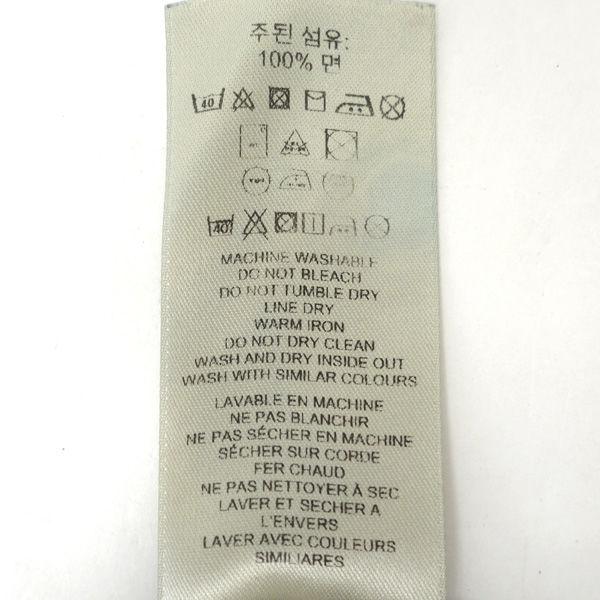 주된 섬유:
100% 면
40
40
MACHINE WASHABLE
DO NOT BLEACH
DO NOT TUMBLE DRY
LINE DRY
WARM IRON
DO NOT DRY CLEAN
WASH AND DRY INSIDE OUT
WASH WITH SIMILAR COLOURS
LAVABLE EN MACHINE
NE PAS BLANCHIR
NE PAS SÉCHER EN MACHINE
SÉCHER SUR CORDE
FER CHAUD
NE PAS NETTOYER À SEC
LAVER ET SECHER A
L'ENVERS
LAVER AVEC COULEURS
SIMILIARES